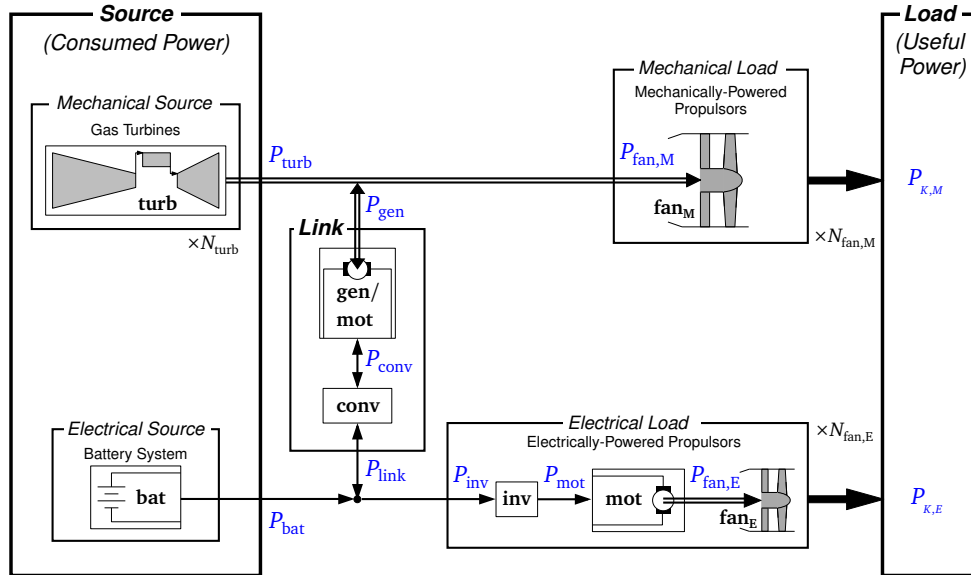 Source
(Consumed Power)
Load
(Useful
Power)
Mechanical Source
Gas Turbines
turb
×N_turb
P_turb
Mechanical Load
Mechanically-Powered
Propulsors
P_fan,M
fan_M
×N_fan,M
P_K,M
P_gen
Link
gen/
mot
P_conv
conv
P_link
Electrical Source
Battery System
bat
P_bat
Electrical Load
Electrically-Powered Propulsors
×N_fan,E
P_inv
inv
P_mot
mot
P_fan,E
fan_E
P_K,E